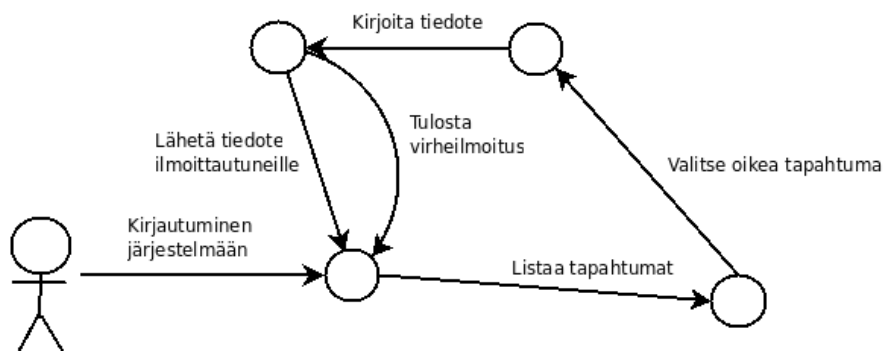 Kirjoita tiedote
Lähetä tiedote
ilmoittautuneille
Tulosta
virheilmoitus
Valitse oikea tapahtuma
Kirjautuminen
järjestelmään
Listaa tapahtumat